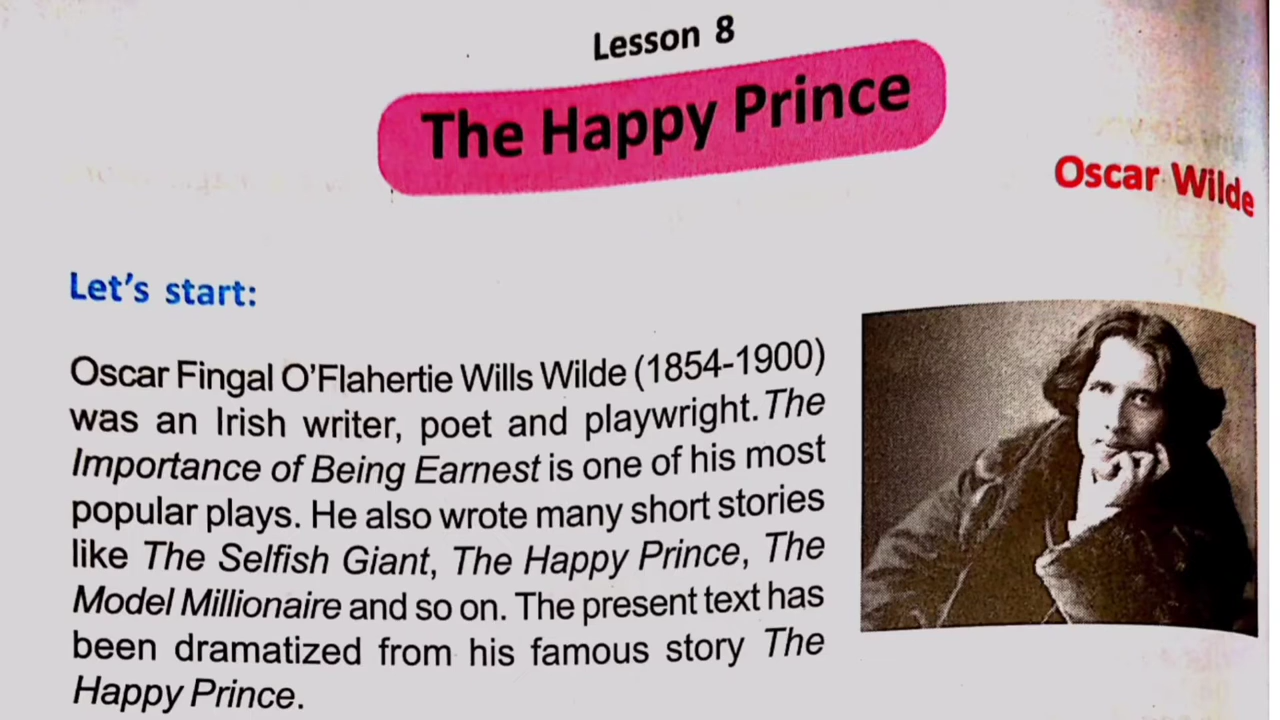 Lesson 8
The Happy Prince
Oscar Wilde
Let's start:
Oscar Fingal O'Flahertie Wills Wilde (1854-1900)
was an Irish writer, poet and playwright. The
Importance of Being Earnest is one of his most
popular plays. He also wrote many short stories
like The Selfish Giant, The Happy Prince, The
Model Millionaire and so on. The present text has
been dramatized from his famous story The
Happy Prince.